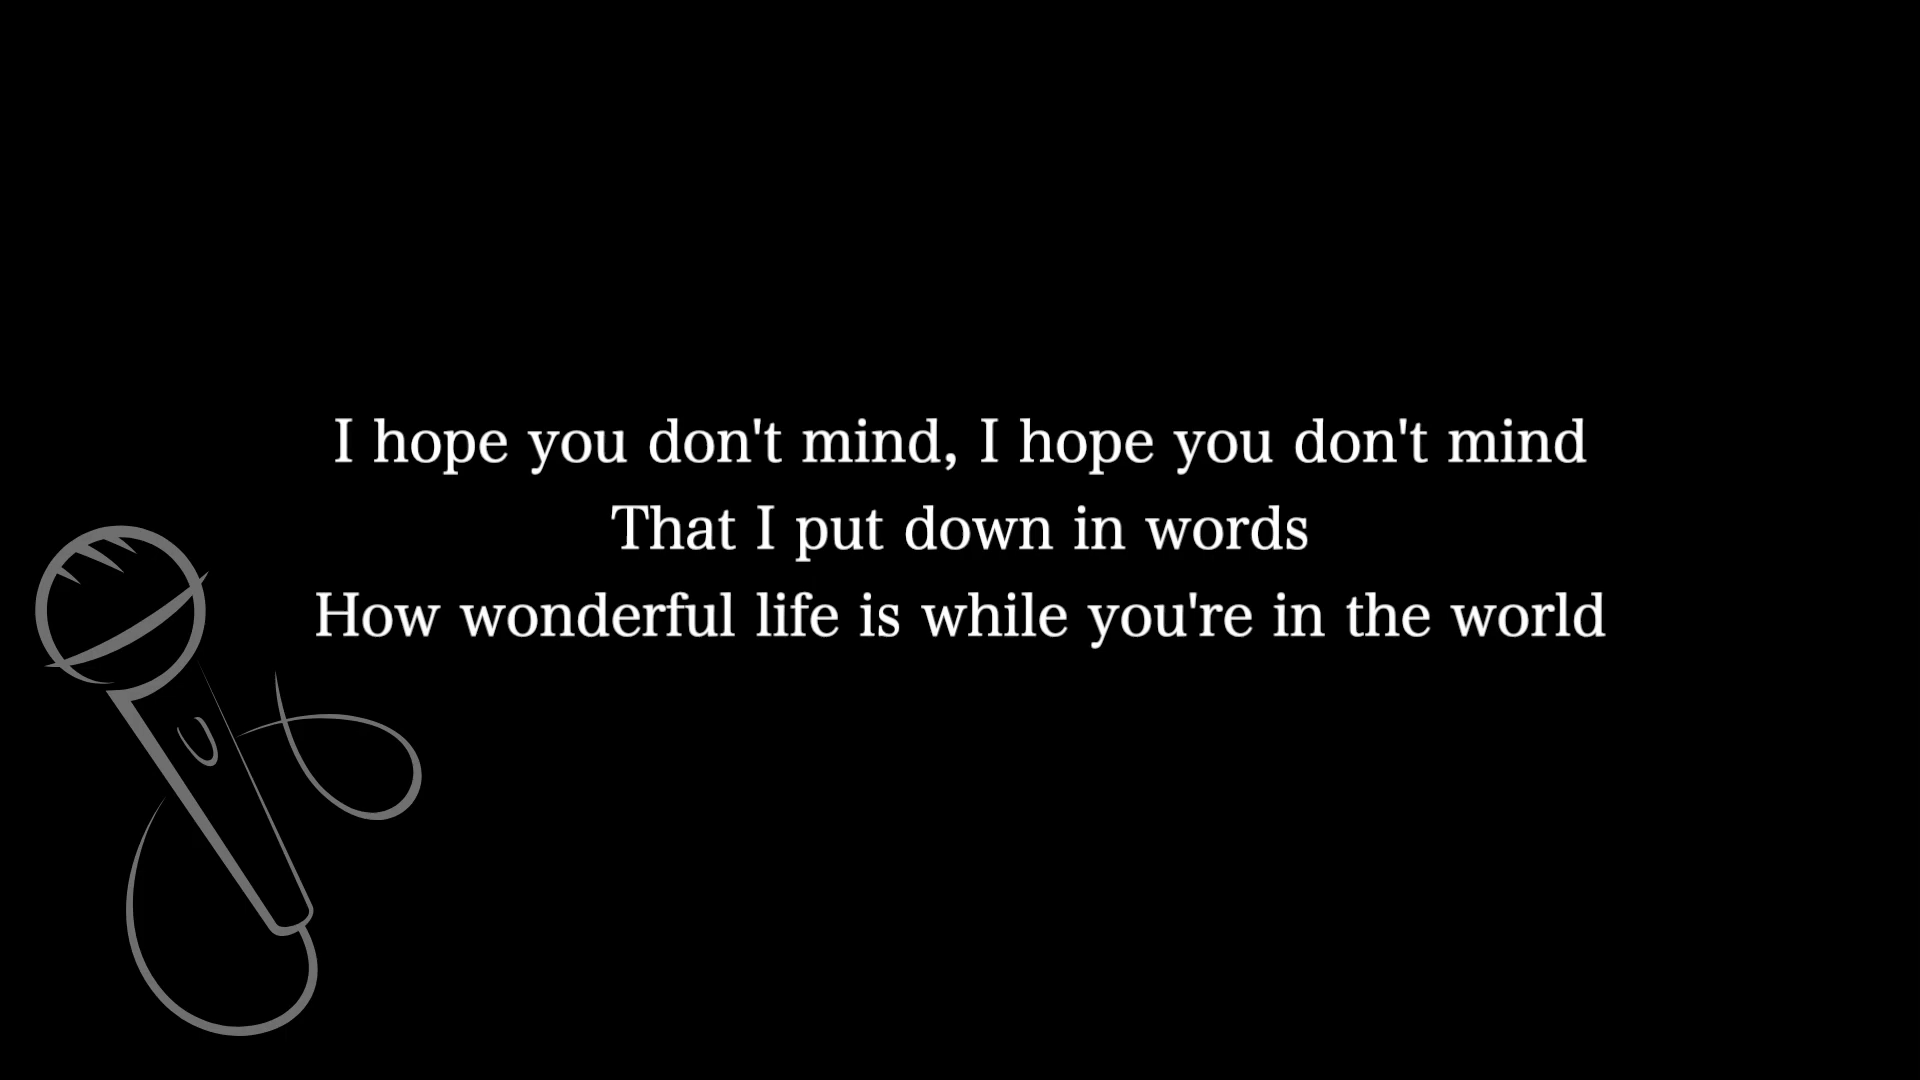 I hope you don't mind, I hope you don't mind
That I put down in words
How wonderful life is while you're in the world